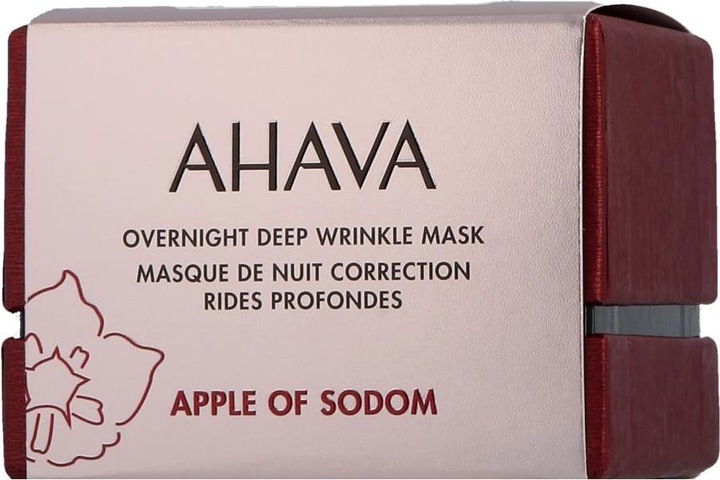 AHAVA
OVERNIGHT DEEP WRINKLE MASK
MASQUE DE NUIT CORRECTION
RIDES PROFONDES
APPLE OF SODOM